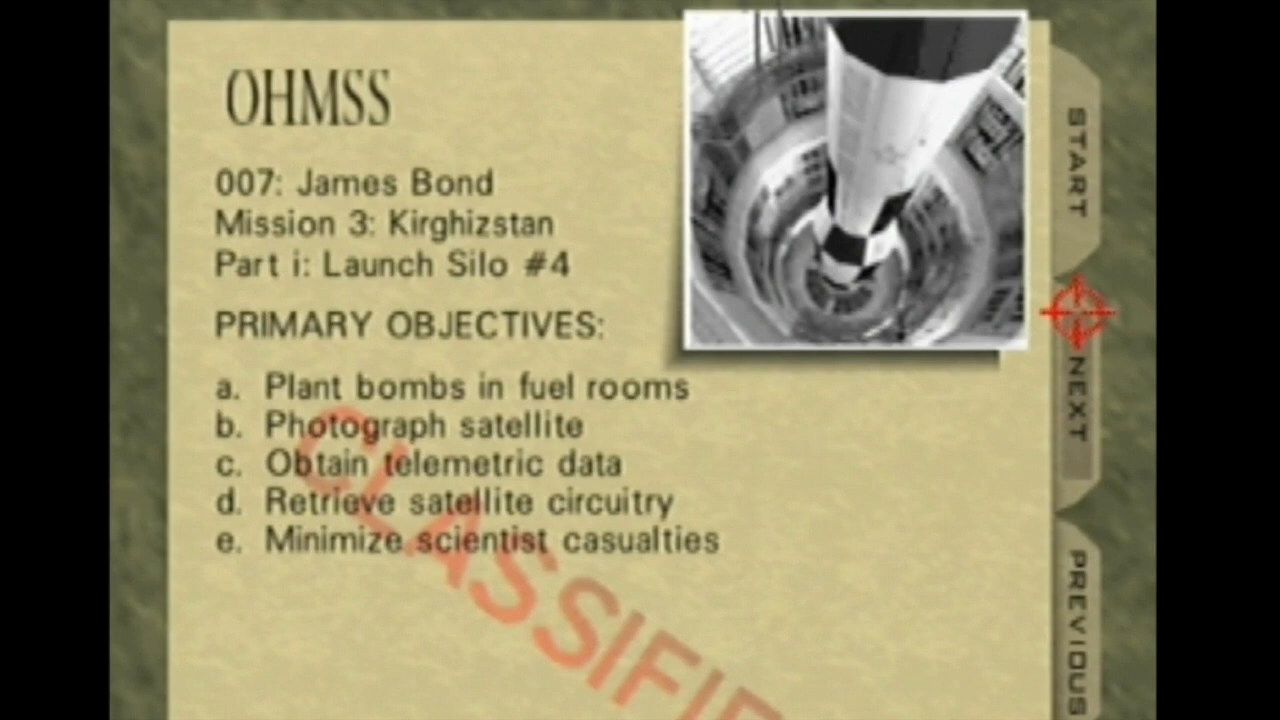 OHMSS
007: James Bond
Mission 3: Kirghizstan
Part i: Launch Silo #4
PRIMARY OBJECTIVES:
a. Plant bombs in fuel rooms
b. Photograph satellite
c. Obtain telemetric data
d. Retrieve satellite circuitry
e. Minimize scientist casualties
CLASSIFIE
START
NEXT
PREVIOUS